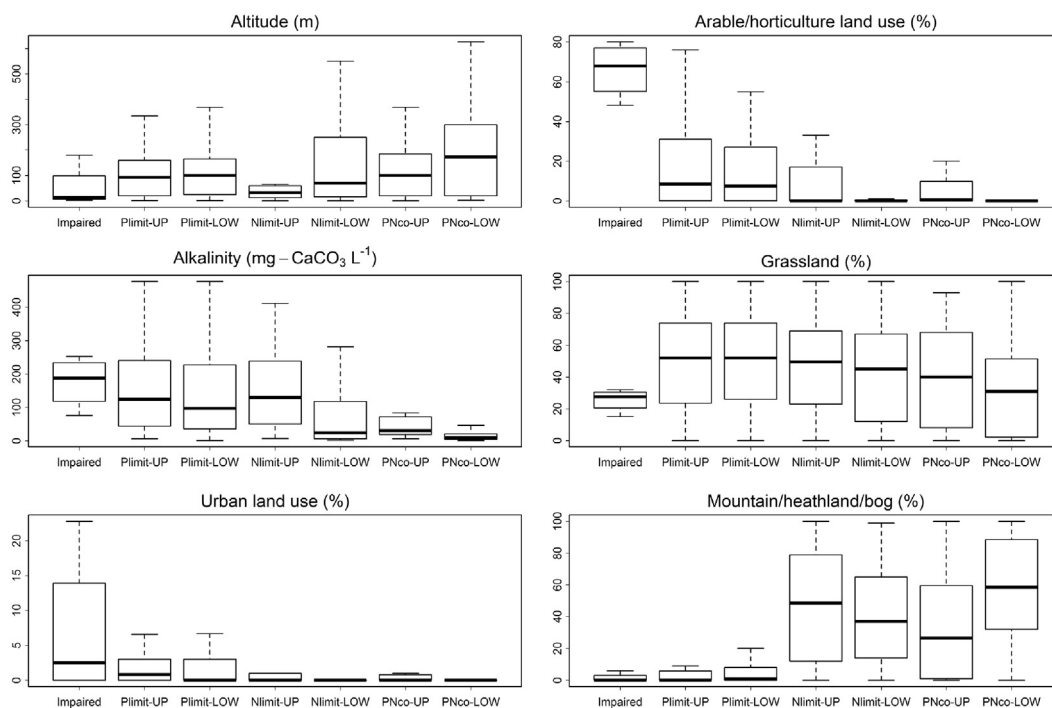 Altitude (m)
0 100 300 500
Impaired Plimit-UP Plimit-LOW Nlimit-UP Nlimit-LOW PNco-UP PNco-LOW
Arable/horticulture land use (%)
0 20 40 60 80
Impaired Plimit-UP Plimit-LOW Nlimit-UP Nlimit-LOW PNco-UP PNco-LOW
Alkalinity (mg – CaCO₃ L⁻¹)
0 100 200 300 400
Impaired Plimit-UP Plimit-LOW Nlimit-UP Nlimit-LOW PNco-UP PNco-LOW
Grassland (%)
0 20 40 60 80 100
Impaired Plimit-UP Plimit-LOW Nlimit-UP Nlimit-LOW PNco-UP PNco-LOW
Urban land use (%)
0 5 10 15 20
Impaired Plimit-UP Plimit-LOW Nlimit-UP Nlimit-LOW PNco-UP PNco-LOW
Mountain/heathland/bog (%)
0 20 40 60 80 100
Impaired Plimit-UP Plimit-LOW Nlimit-UP Nlimit-LOW PNco-UP PNco-LOW